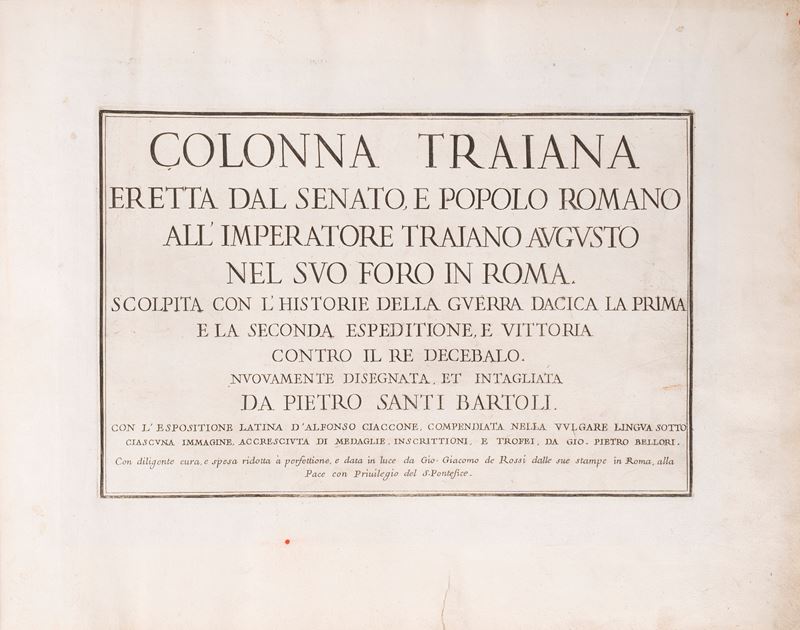 COLONNA TRAIANA
ERETTA DAL SENATO, E POPOLO ROMANO
ALL' IMPERATORE TRAIANO AVGVSTO
NEL SVO FORO IN ROMA.
SCOLPITA CON L'HISTORIE DELLA GVERRA DACICA LA PRIMA
E LA SECONDA ESPEDITIONE, E VITTORIA
CONTRO IL RE DECEBALO.
NVOVAMENTE DISEGNATA, ET INTAGLIATA
DA PIETRO SANTI BARTOLI.
CON L'ESPOSITIONE LATINA D'ALFONSO CIACCONE, COMPENDIATA NELLA VVLGARE LINGVA SOTTO
CIASCVNA IMMAGINE, ACCRESCIVTA DI MEDAGLIE, INSCRITTIONI, E TROFEI, DA GIO. PIETRO BELLORI.
Con diligente cura, e spesa ridotta à perfettione, e data in luce da Gio. Giacomo de Rossi dalle sue stampe in Roma, alla
Pace con Priuilegio del S. Pontefice.